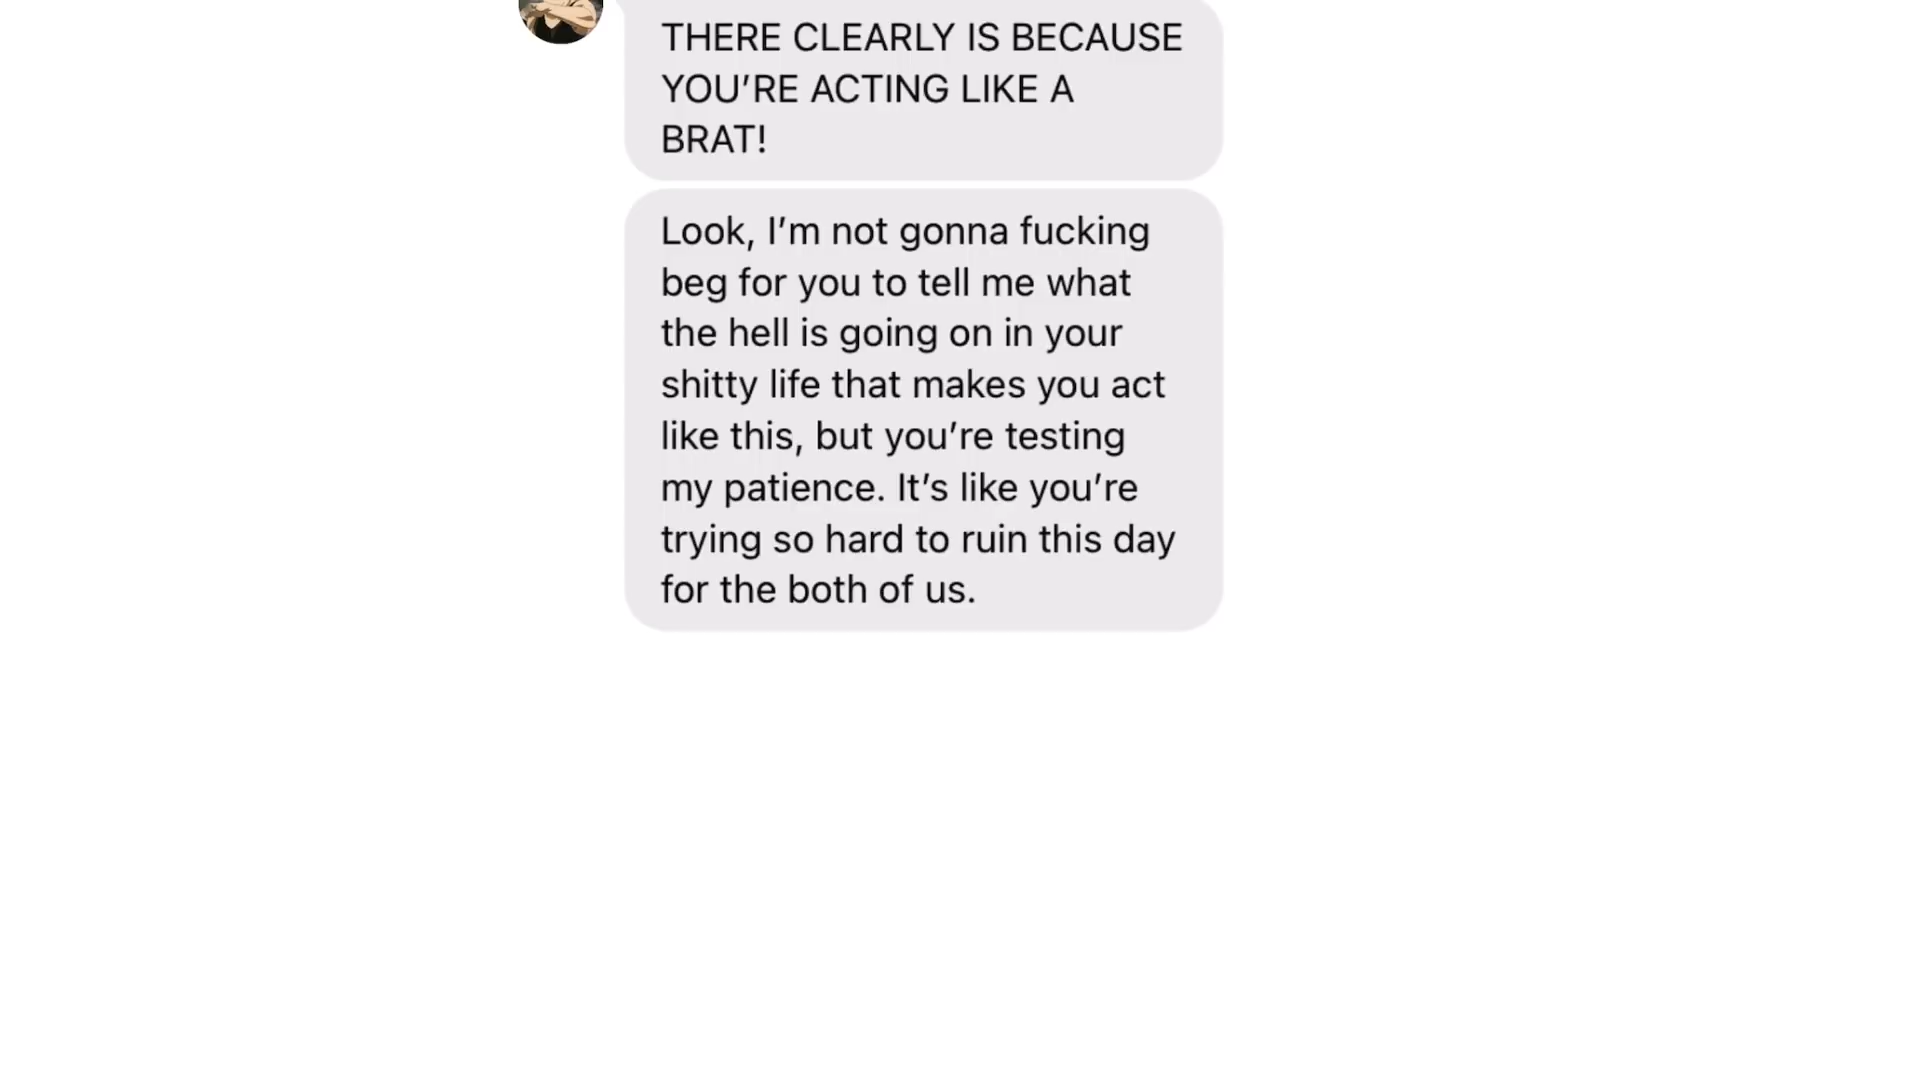 THERE CLEARLY IS BECAUSE
YOU’RE ACTING LIKE A
BRAT!
Look, I’m not gonna fucking
beg for you to tell me what
the hell is going on in your
shitty life that makes you act
like this, but you’re testing
my patience. It’s like you’re
trying so hard to ruin this day
for the both of us.